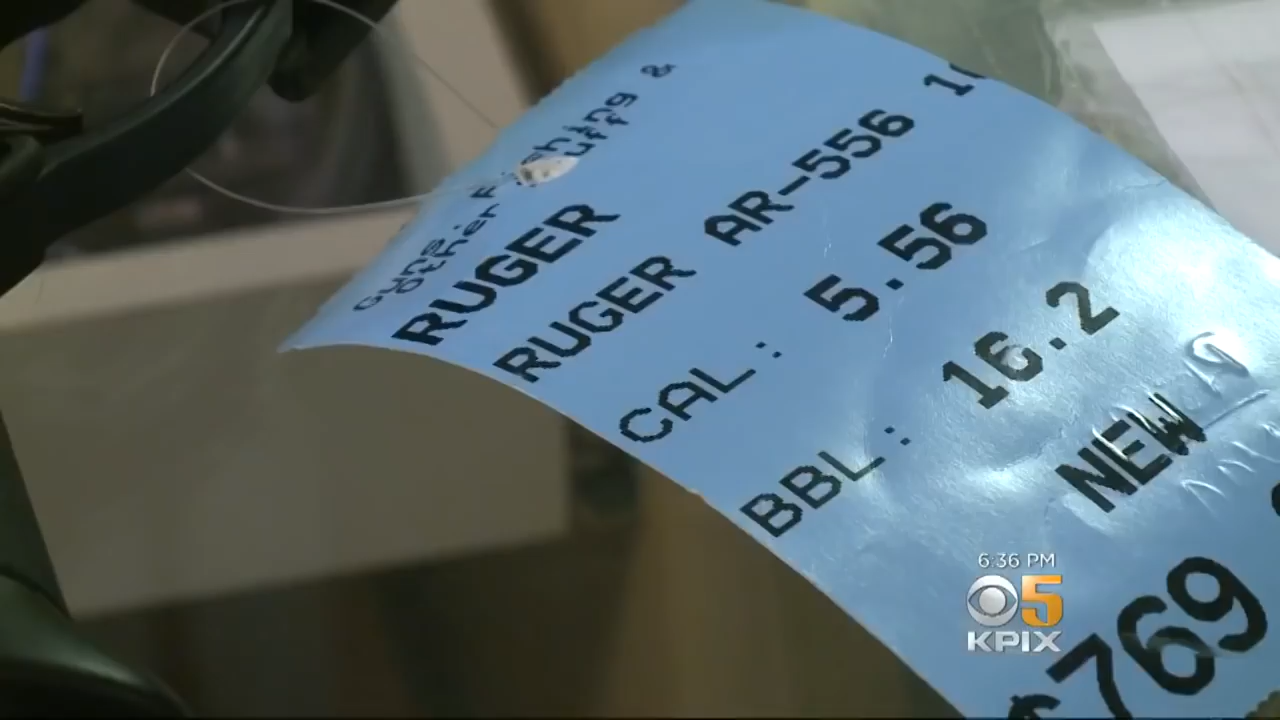 Guns, Fishing &
Other Stuff
RUGER
RUGER AR-556
CAL: 5.56
BBL: 16.2
NEW
$769
6:36 PM
5
KPIX